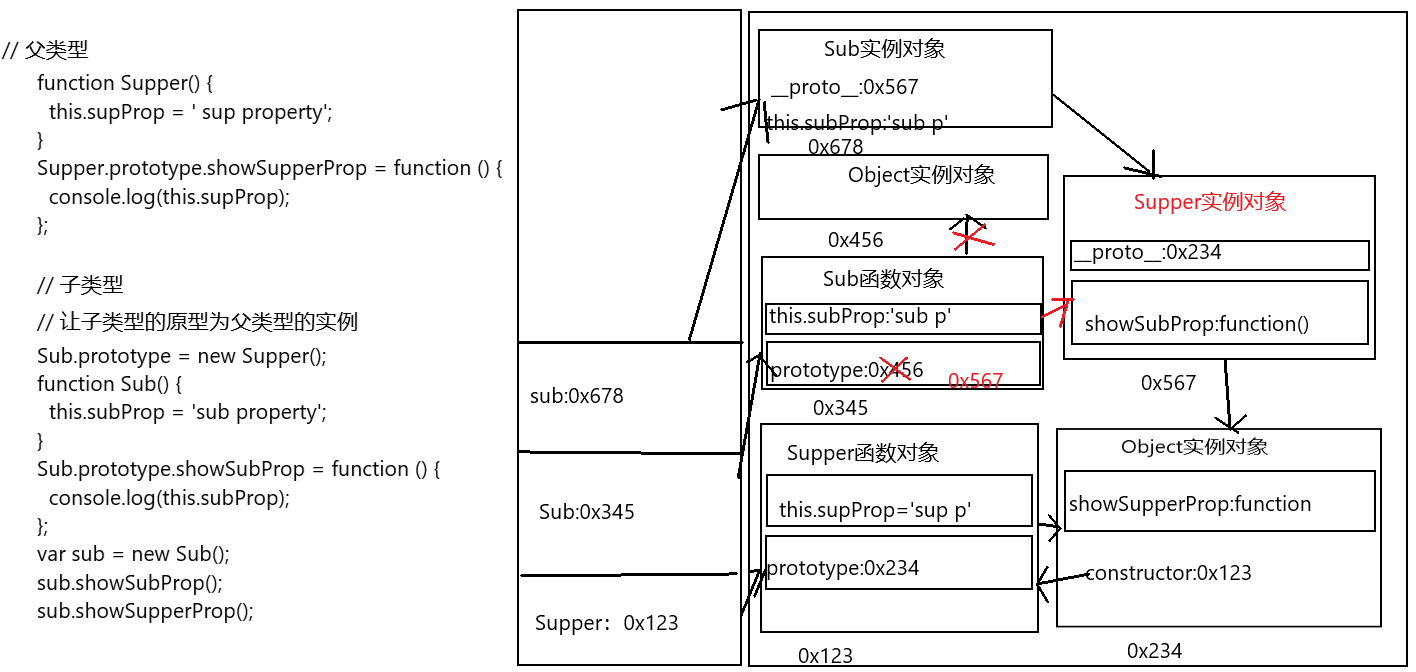 // 父类型
function Supper() {
this.supProp = ' sup property';
}
Supper.prototype.showSupperProp = function () {
console.log(this.supProp);
};
// 子类型
// 让子类型的原型为父类型的实例
Sub.prototype = new Supper();
function Sub() {
this.subProp = 'sub property';
}
Sub.prototype.showSubProp = function () {
console.log(this.subProp);
};
var sub = new Sub();
sub.showSubProp();
sub.showSupperProp();
sub:0x678
Sub:0x345
Supper：0x123
Sub实例对象
__proto__:0x567
this.subProp:'sub p'
0x678
Object实例对象
0x456
Sub函数对象
this.subProp:'sub p'
prototype:0x456
0x567
0x345
Supper函数对象
this.supProp='sup p'
prototype:0x234
0x123
Supper实例对象
__proto__:0x234
showSubProp:function()
0x567
Object实例对象
showSupperProp:function
constructor:0x123
0x234